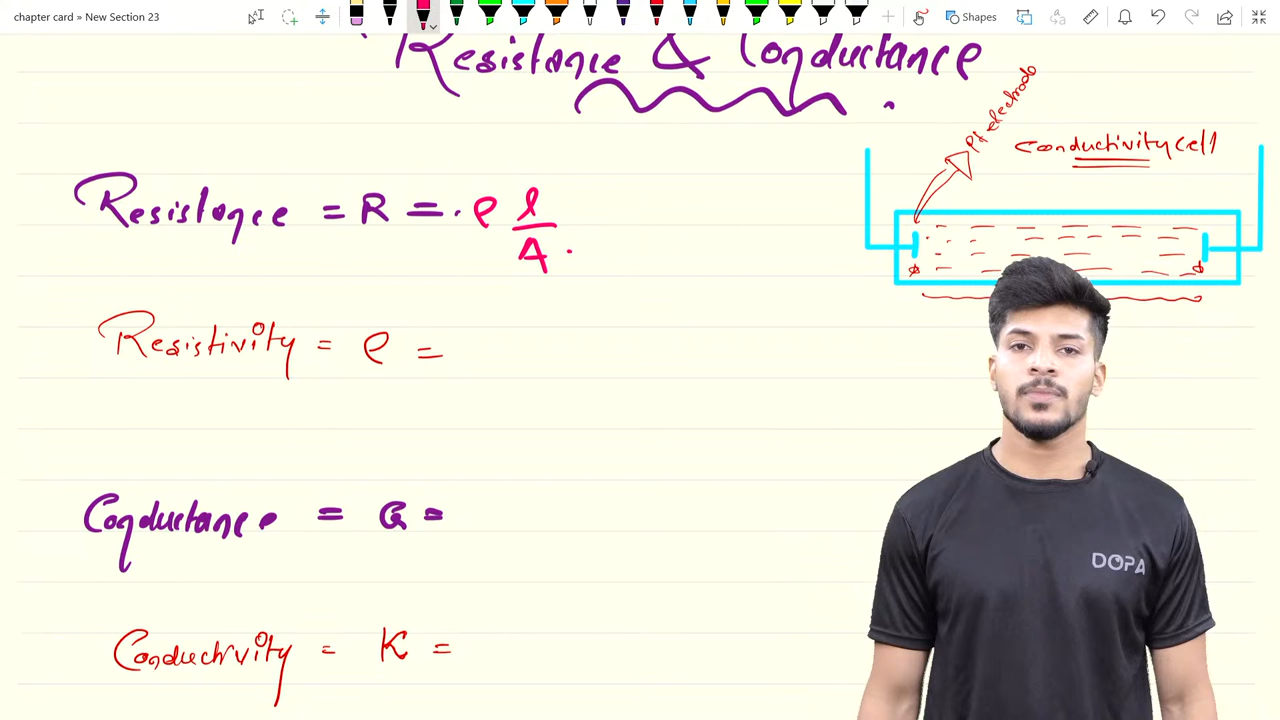 chapter card » New Section 23
Shapes
Resistance & Conductance
Pt electrode
Conductivity cell
Resistance = R = ρ l/A
Resistivity = ρ =
Conductance = G =
Conductivity = K =
DOPA